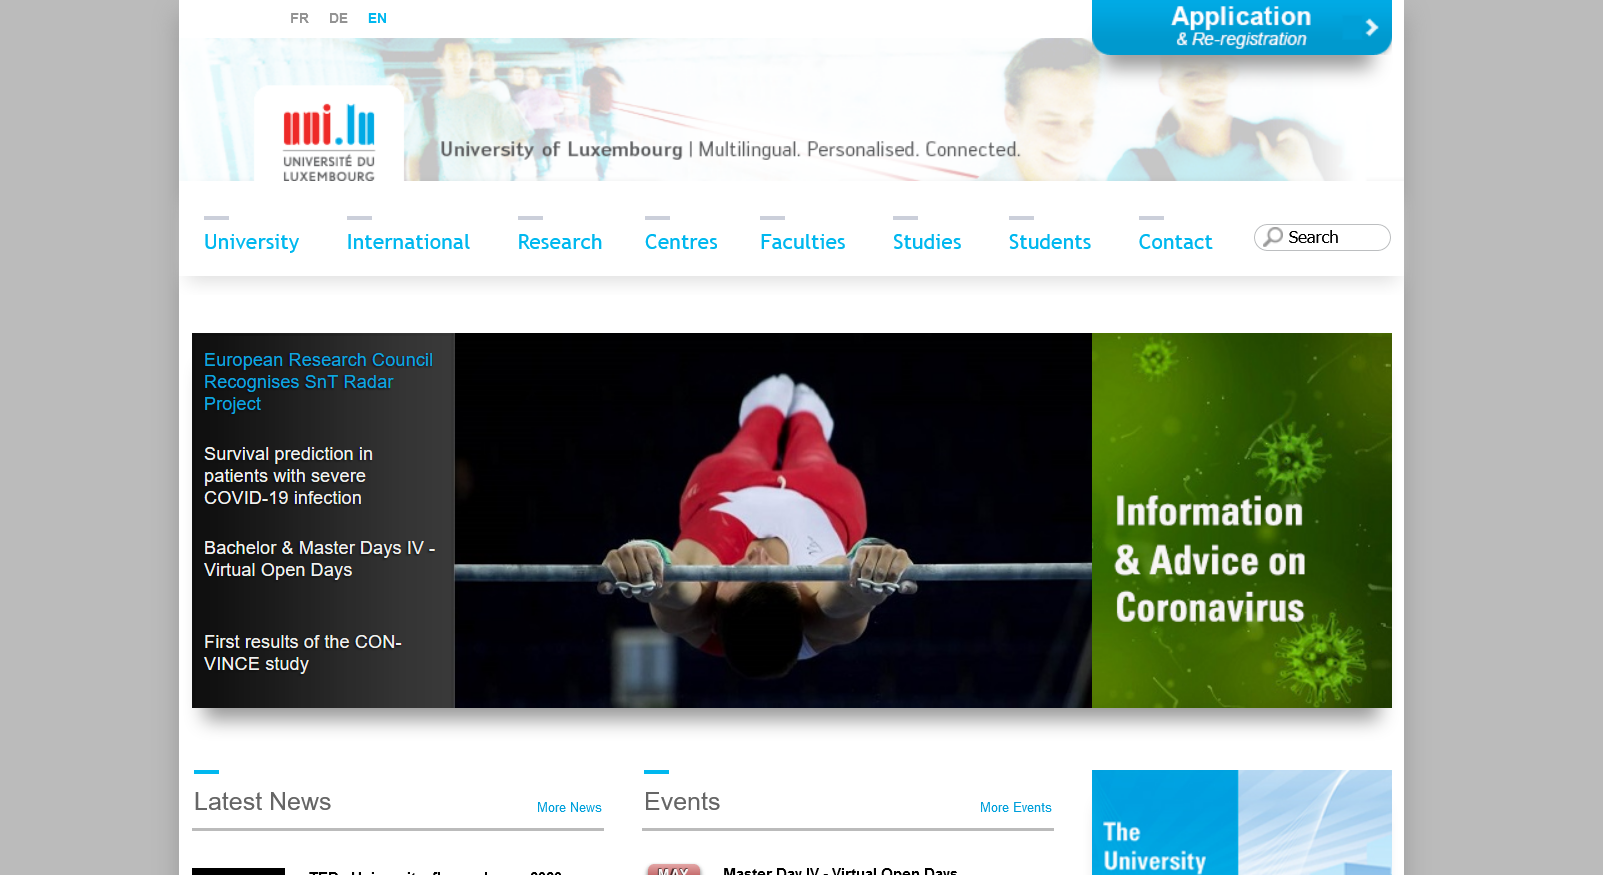 FR DE EN
Application
& Re-registration
uni.lu
UNIVERSITÉ DU
LUXEMBOURG
University of Luxembourg | Multilingual. Personalised. Connected.
University International Research Centres Faculties Studies Students Contact Search
European Research Council
Recognises SnT Radar
Project
Survival prediction in
patients with severe
COVID-19 infection
Bachelor & Master Days IV -
Virtual Open Days
First results of the CON-
VINCE study
Information
& Advice on
Coronavirus
Latest News
More News
Events
More Events
The
University
MAY
Master Day IV - Virtual Open Days